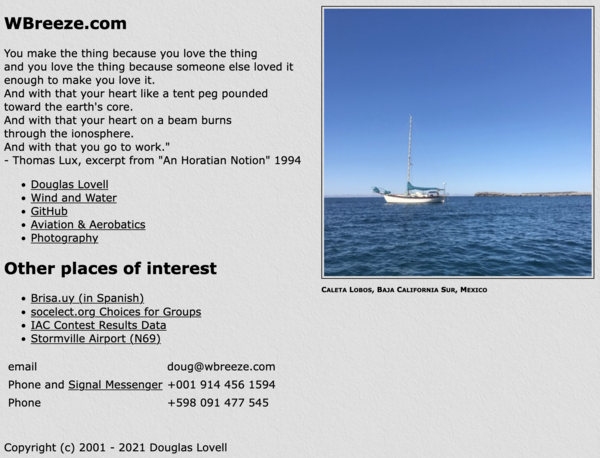 WBreeze.com
You make the thing because you love the thing
and you love the thing because someone else loved it
enough to make you love it.
And with that your heart like a tent peg pounded
toward the earth's core.
And with that your heart on a beam burns
through the ionosphere.
And with that you go to work."
- Thomas Lux, excerpt from "An Horatian Notion" 1994
• Douglas Lovell
• Wind and Water
• GitHub
• Aviation & Aerobatics
• Photography
Other places of interest
• Brisa.uy (in Spanish)
• socelect.org Choices for Groups
• IAC Contest Results Data
• Stormville Airport (N69)
email doug@wbreeze.com
Phone and Signal Messenger +001 914 456 1594
Phone +598 091 477 545
Copyright (c) 2001 - 2021 Douglas Lovell
Caleta Lobos, Baja California Sur, Mexico